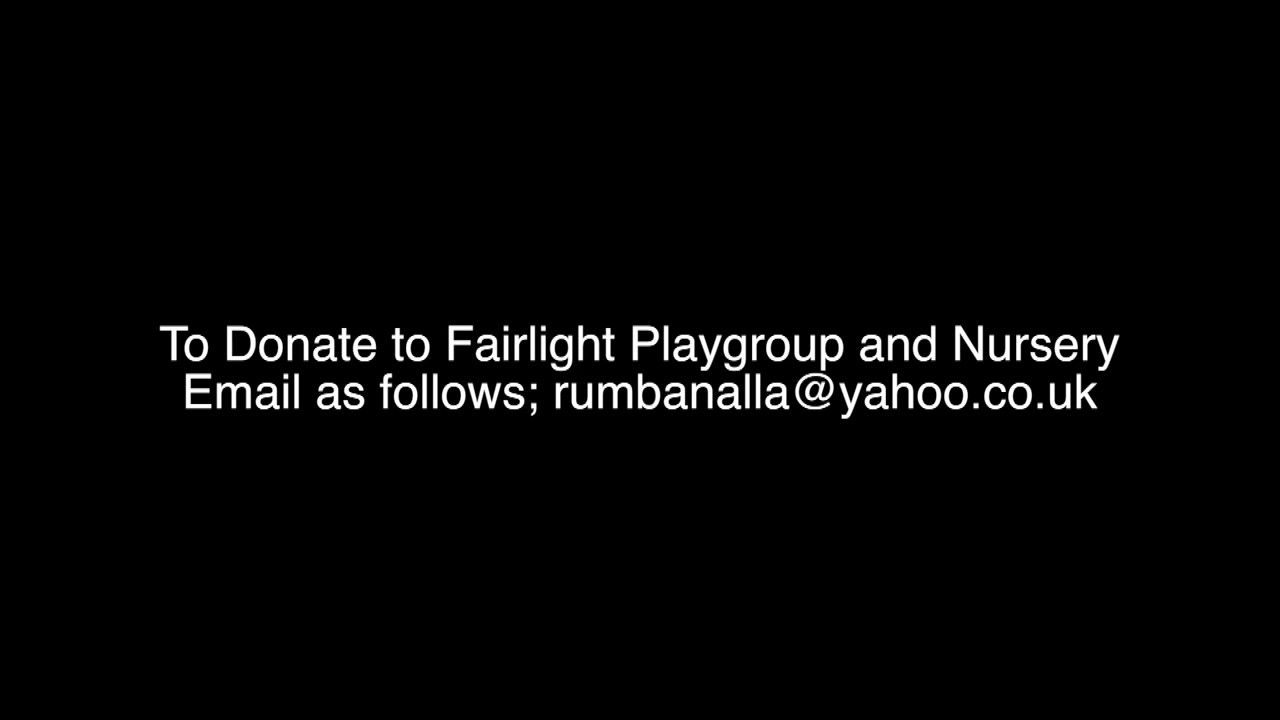 To Donate to Fairlight Playgroup and Nursery
Email as follows; rumbanalla@yahoo.co.uk